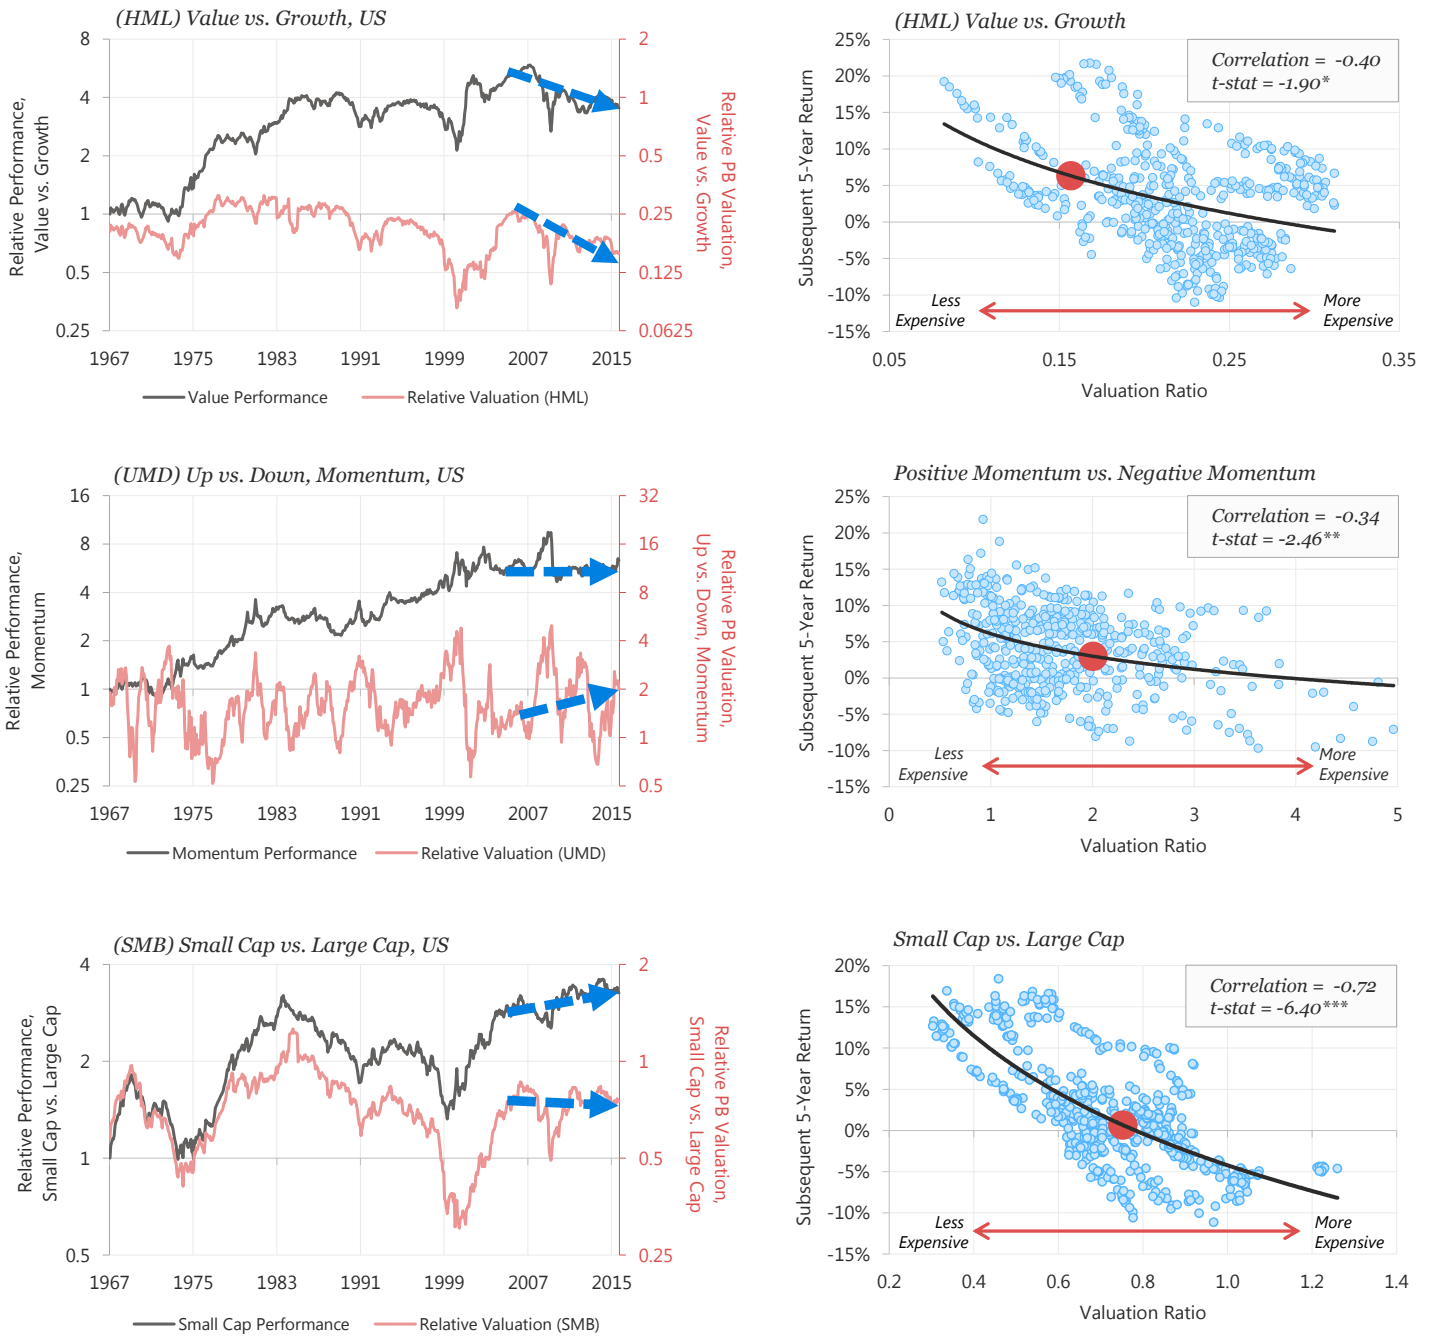 (HML) Value vs. Growth, US
8
4
2
1
0.5
0.25
2
1
0.5
0.25
0.125
0.0625
1967 1975 1983 1991 1999 2007 2015
Relative Performance,
Value vs. Growth
Relative PB Valuation,
Value vs. Growth
Value Performance
Relative Valuation (HML)
(HML) Value vs. Growth
25%
20%
15%
10%
5%
0%
-5%
-10%
-15%
Subsequent 5-Year Return
Correlation = -0.40
t-stat = -1.90*
Less
Expensive
More
Expensive
0.05 0.15 0.25 0.35
Valuation Ratio
(UMD) Up vs. Down, Momentum, US
16
8
4
2
1
0.5
0.25
32
16
8
4
2
1
0.5
1967 1975 1983 1991 1999 2007 2015
Relative Performance,
Momentum
Relative PB Valuation,
Up vs. Down, Momentum
Momentum Performance
Relative Valuation (UMD)
Positive Momentum vs. Negative Momentum
25%
20%
15%
10%
5%
0%
-5%
-10%
-15%
Subsequent 5-Year Return
Correlation = -0.34
t-stat = -2.46**
Less
Expensive
More
Expensive
0 1 2 3 4 5
Valuation Ratio
(SMB) Small Cap vs. Large Cap, US
4
2
1
0.5
2
1
0.5
0.25
1967 1975 1983 1991 1999 2007 2015
Relative Performance,
Small Cap vs. Large Cap
Relative PB Valuation,
Small Cap vs. Large Cap
Small Cap Performance
Relative Valuation (SMB)
Small Cap vs. Large Cap
20%
15%
10%
5%
0%
-5%
-10%
-15%
Subsequent 5-Year Return
Correlation = -0.72
t-stat = -6.40***
Less
Expensive
More
Expensive
0.2 0.4 0.6 0.8 1.0 1.2 1.4
Valuation Ratio